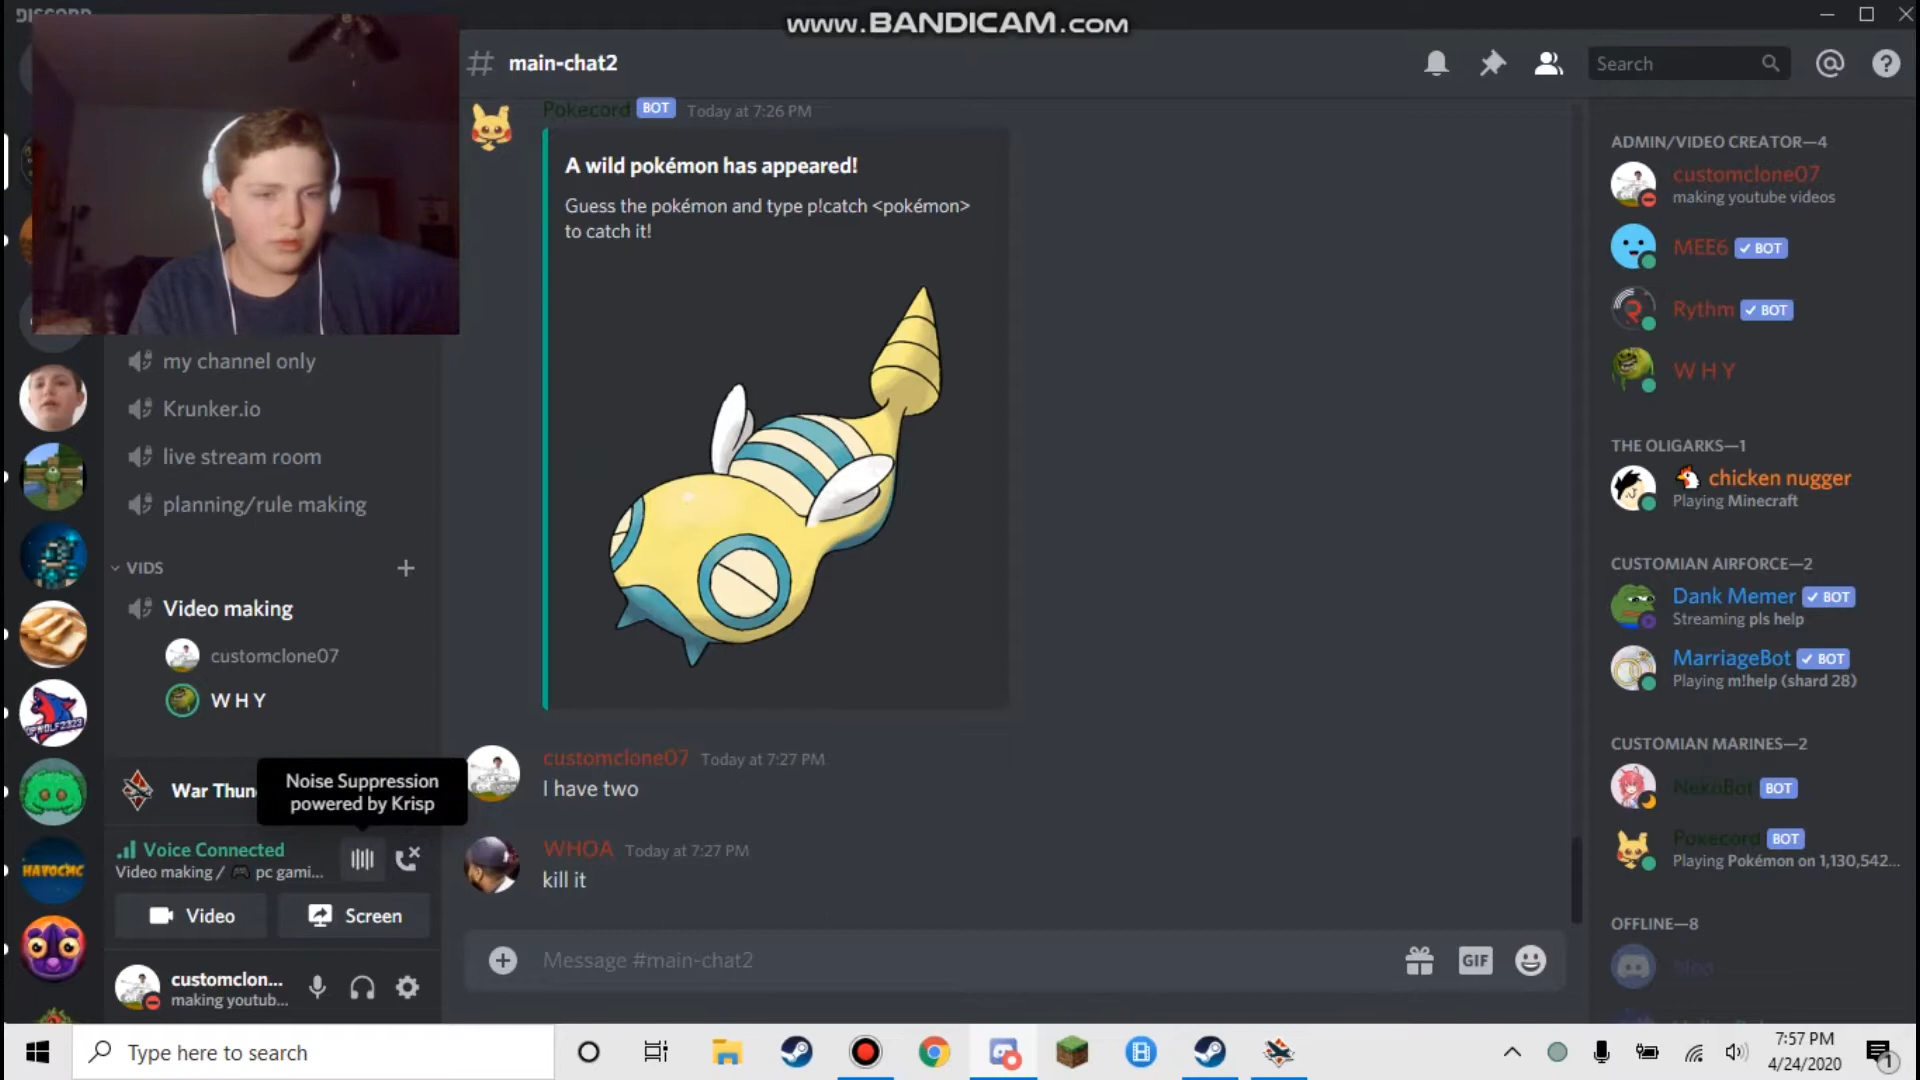 DISCORD
www.BANDICAM.com
main-chat2
Search
Pokecord BOT Today at 7:26 PM
A wild pokémon has appeared!
Guess the pokémon and type p!catch <pokémon>
to catch it!
my channel only
Krunker.io
live stream room
planning/rule making
VIDS
Video making
customclone07
W H Y
War Thun
Noise Suppression
powered by Krisp
Voice Connected
Video making / pc gami...
Video
Screen
customclon...
making youtub...
customclone07 Today at 7:27 PM
I have two
WHOA Today at 7:27 PM
kill it
Message #main-chat2
GIF
ADMIN/VIDEO CREATOR—4
customclone07
making youtube videos
MEE6 BOT
Rythm BOT
W H Y
THE OLIGARKS—1
chicken nugger
Playing Minecraft
CUSTOMIAN AIRFORCE—2
Dank Memer BOT
Streaming pls help
MarriageBot BOT
Playing m!help (shard 28)
CUSTOMIAN MARINES—2
NekoBot BOT
Pokecord BOT
Playing Pokémon on 1,130,542...
OFFLINE—8
HAVOCMC
Type here to search
7:57 PM
4/24/2020
1